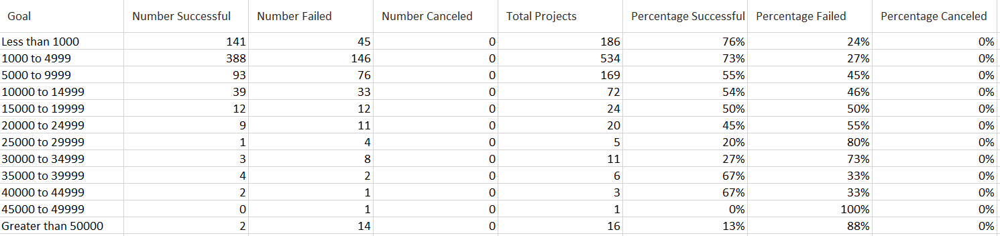 Goal Number Successful Number Failed Number Canceled Total Projects Percentage Successful Percentage Failed Percentage Canceled
Less than 1000 141 45 0 186 76% 24% 0%
1000 to 4999 388 146 0 534 73% 27% 0%
5000 to 9999 93 76 0 169 55% 45% 0%
10000 to 14999 39 33 0 72 54% 46% 0%
15000 to 19999 12 12 0 24 50% 50% 0%
20000 to 24999 9 11 0 20 45% 55% 0%
25000 to 29999 1 4 0 5 20% 80% 0%
30000 to 34999 3 8 0 11 27% 73% 0%
35000 to 39999 4 2 0 6 67% 33% 0%
40000 to 44999 2 1 0 3 67% 33% 0%
45000 to 49999 0 1 0 1 0% 100% 0%
Greater than 50000 2 14 0 16 13% 88% 0%